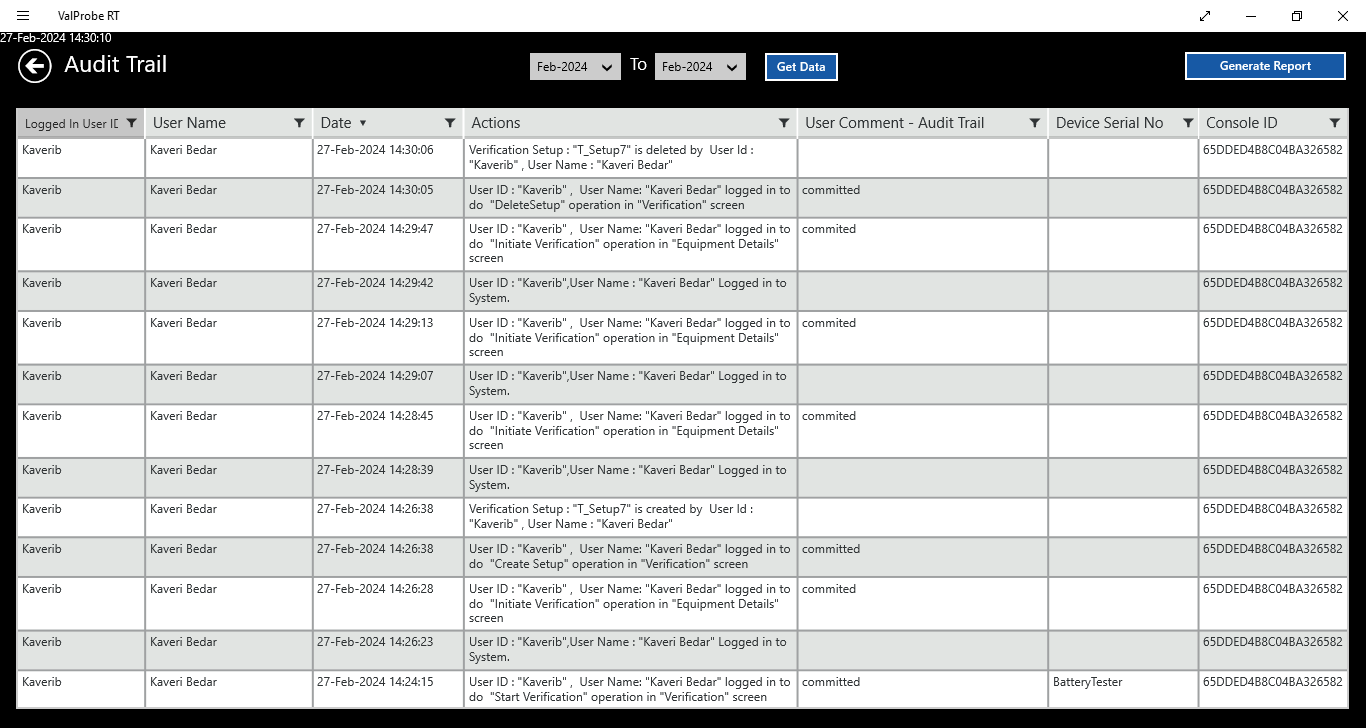 ValProbe RT
27-Feb-2024 14:30:10
Audit Trail
Feb-2024 To Feb-2024 Get Data Generate Report
Logged In User ID User Name Date Actions User Comment - Audit Trail Device Serial No Console ID
Kaverib Kaveri Bedar 27-Feb-2024 14:30:06 Verification Setup : "T_Setup7" is deleted by User Id : 65DDED4B8C04BA326582
"Kaverib" , User Name : "Kaveri Bedar"
Kaverib Kaveri Bedar 27-Feb-2024 14:30:05 User ID : "Kaverib" , User Name: "Kaveri Bedar" logged in to committed 65DDED4B8C04BA326582
do "DeleteSetup" operation in "Verification" screen
Kaverib Kaveri Bedar 27-Feb-2024 14:29:47 User ID : "Kaverib" , User Name: "Kaveri Bedar" logged in to commited 65DDED4B8C04BA326582
do "Initiate Verification" operation in "Equipment Details"
screen
Kaverib Kaveri Bedar 27-Feb-2024 14:29:42 User ID : "Kaverib",User Name : "Kaveri Bedar" Logged in to 65DDED4B8C04BA326582
System.
Kaverib Kaveri Bedar 27-Feb-2024 14:29:13 User ID : "Kaverib" , User Name: "Kaveri Bedar" logged in to commited 65DDED4B8C04BA326582
do "Initiate Verification" operation in "Equipment Details"
screen
Kaverib Kaveri Bedar 27-Feb-2024 14:29:07 User ID : "Kaverib",User Name : "Kaveri Bedar" Logged in to 65DDED4B8C04BA326582
System.
Kaverib Kaveri Bedar 27-Feb-2024 14:28:45 User ID : "Kaverib" , User Name: "Kaveri Bedar" logged in to commited 65DDED4B8C04BA326582
do "Initiate Verification" operation in "Equipment Details"
screen
Kaverib Kaveri Bedar 27-Feb-2024 14:28:39 User ID : "Kaverib",User Name : "Kaveri Bedar" Logged in to 65DDED4B8C04BA326582
System.
Kaverib Kaveri Bedar 27-Feb-2024 14:26:38 Verification Setup : "T_Setup7" is created by User Id : 65DDED4B8C04BA326582
"Kaverib" , User Name : "Kaveri Bedar"
Kaverib Kaveri Bedar 27-Feb-2024 14:26:38 User ID : "Kaverib" , User Name: "Kaveri Bedar" logged in to committed 65DDED4B8C04BA326582
do "Create Setup" operation in "Verification" screen
Kaverib Kaveri Bedar 27-Feb-2024 14:26:28 User ID : "Kaverib" , User Name: "Kaveri Bedar" logged in to commited 65DDED4B8C04BA326582
do "Initiate Verification" operation in "Equipment Details"
screen
Kaverib Kaveri Bedar 27-Feb-2024 14:26:23 User ID : "Kaverib",User Name : "Kaveri Bedar" Logged in to 65DDED4B8C04BA326582
System.
Kaverib Kaveri Bedar 27-Feb-2024 14:24:15 User ID : "Kaverib" , User Name: "Kaveri Bedar" logged in to committed BatteryTester 65DDED4B8C04BA326582
do "Start Verification" operation in "Verification" screen